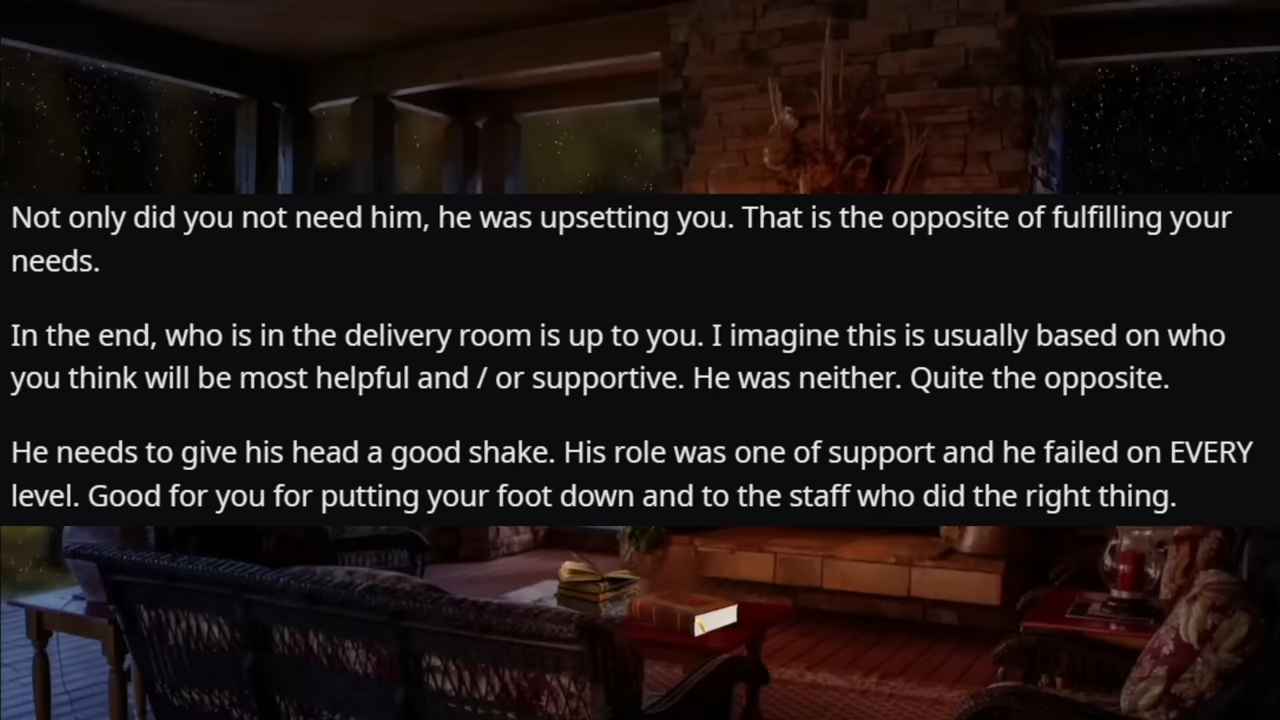 Not only did you not need him, he was upsetting you. That is the opposite of fulfilling your
needs.
In the end, who is in the delivery room is up to you. I imagine this is usually based on who
you think will be most helpful and / or supportive. He was neither. Quite the opposite.
He needs to give his head a good shake. His role was one of support and he failed on EVERY
level. Good for you for putting your foot down and to the staff who did the right thing.